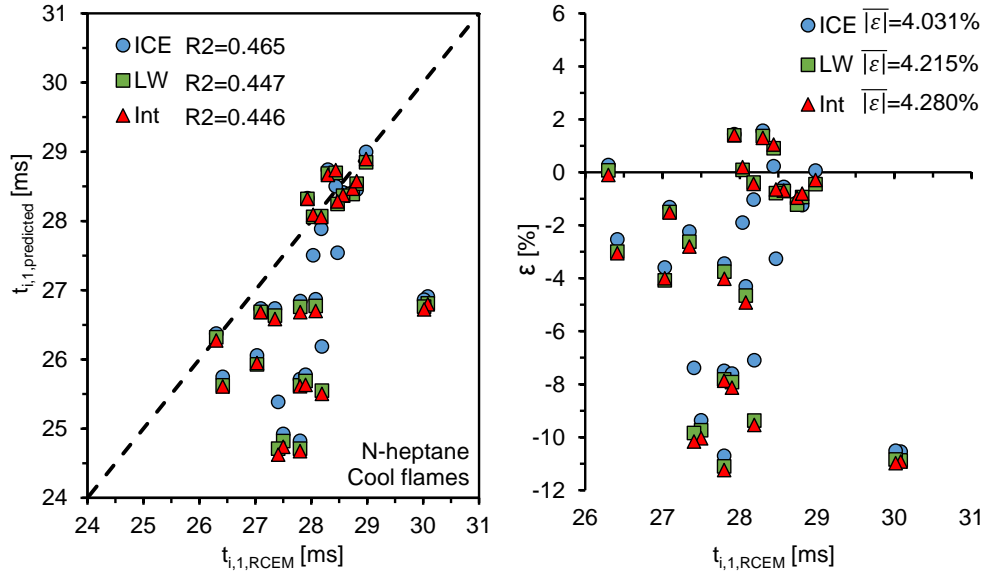 31
30
29
28
27
26
25
24
24 25 26 27 28 29 30 31
t_{i,1,predicted} [ms]
t_{i,1,RCEM} [ms]
ICE R2=0.465
LW R2=0.447
Int R2=0.446
N-heptane
Cool flames
6
4
2
0
-2
-4
-6
-8
-10
-12
26 27 28 29 30 31
ε [%]
t_{i,1,RCEM} [ms]
ICE |ε|=4.031%
LW |ε|=4.215%
Int |ε|=4.280%